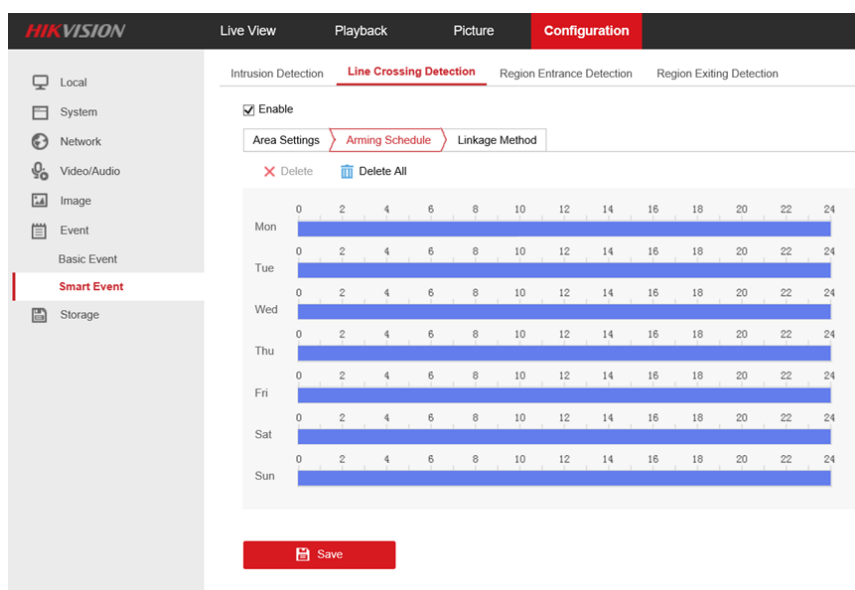 HIKVISION Live View Playback Picture Configuration
Intrusion Detection Line Crossing Detection Region Entrance Detection Region Exiting Detection
Local
System
Network
Video/Audio
Image
Event
Basic Event
Smart Event
Storage
Enable
Area Settings Arming Schedule Linkage Method
Delete Delete All
0 2 4 6 8 10 12 14 16 18 20 22 24
Mon
0 2 4 6 8 10 12 14 16 18 20 22 24
Tue
0 2 4 6 8 10 12 14 16 18 20 22 24
Wed
0 2 4 6 8 10 12 14 16 18 20 22 24
Thu
0 2 4 6 8 10 12 14 16 18 20 22 24
Fri
0 2 4 6 8 10 12 14 16 18 20 22 24
Sat
0 2 4 6 8 10 12 14 16 18 20 22 24
Sun
Save